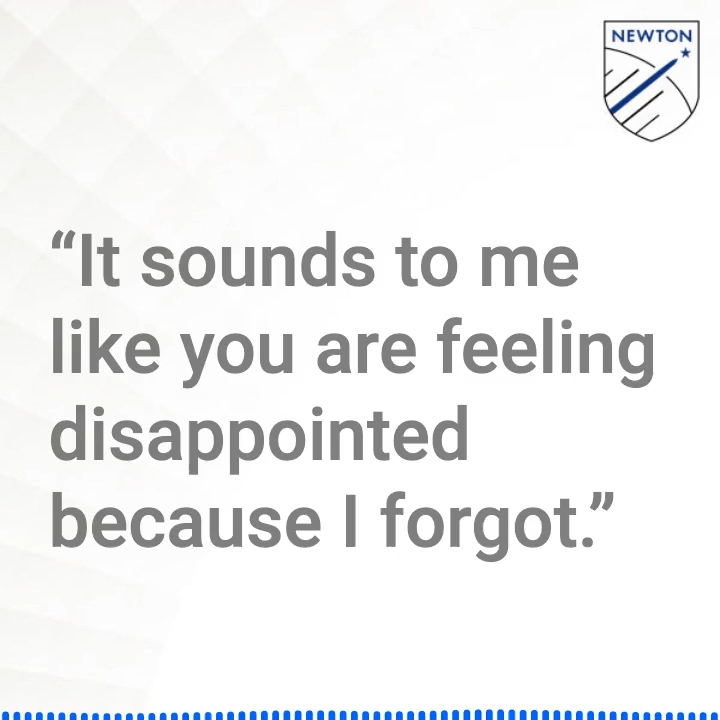 NEWTON
“It sounds to me
like you are feeling
disappointed
because I forgot.”